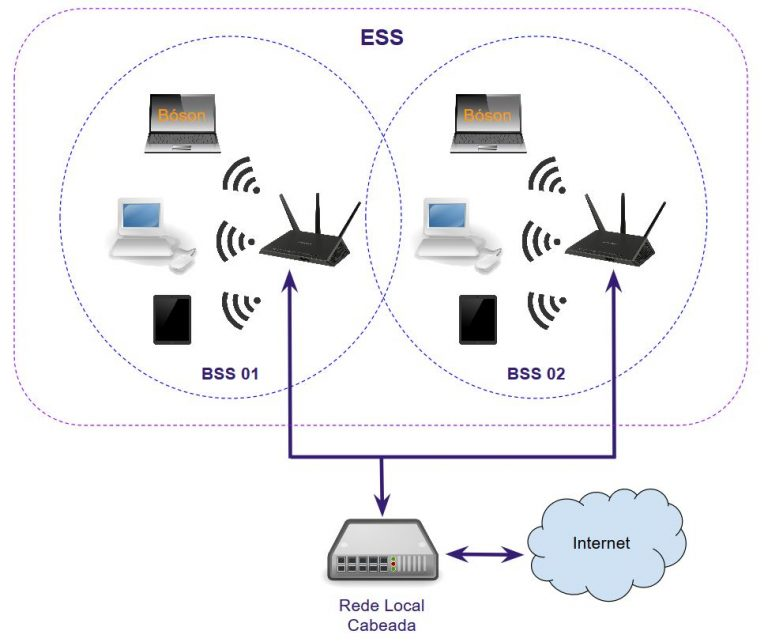 ESS
Bóson
Bóson
BSS 01
BSS 02
Internet
Rede Local
Cabeada